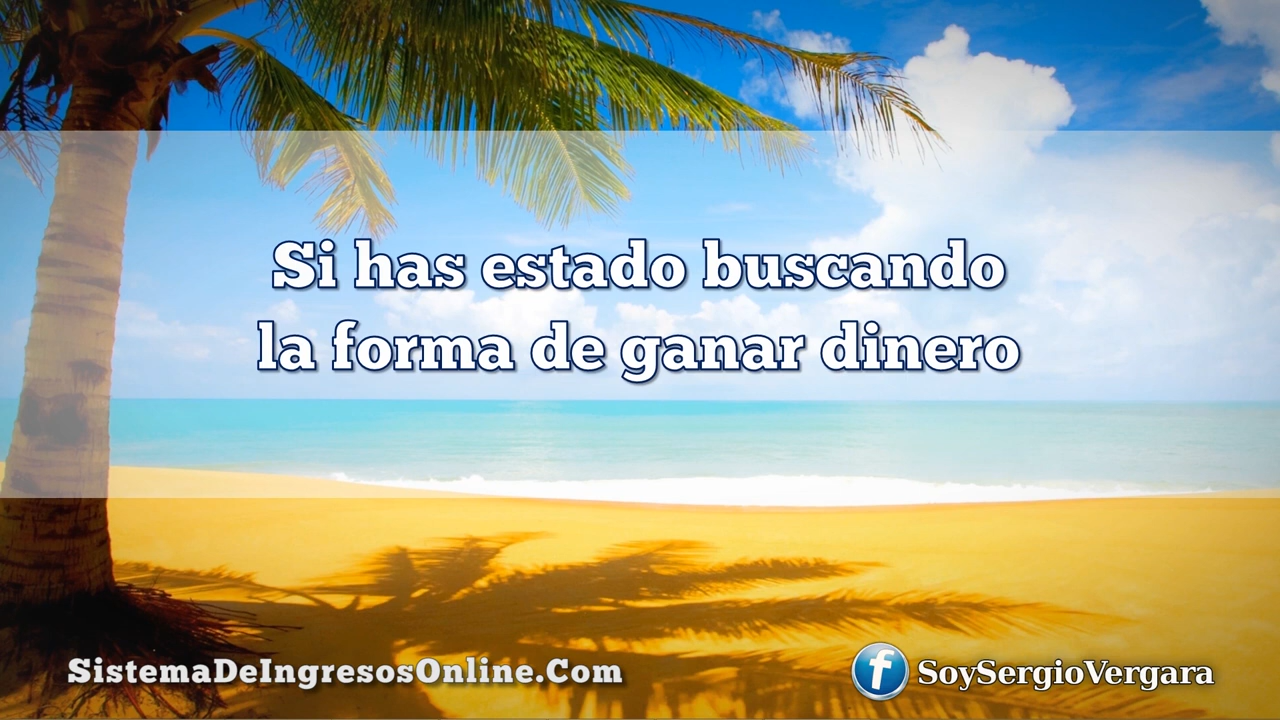 Si has estado buscando
la forma de ganar dinero
SistemaDeIngresosOnline.Com
f SoySergioVergara